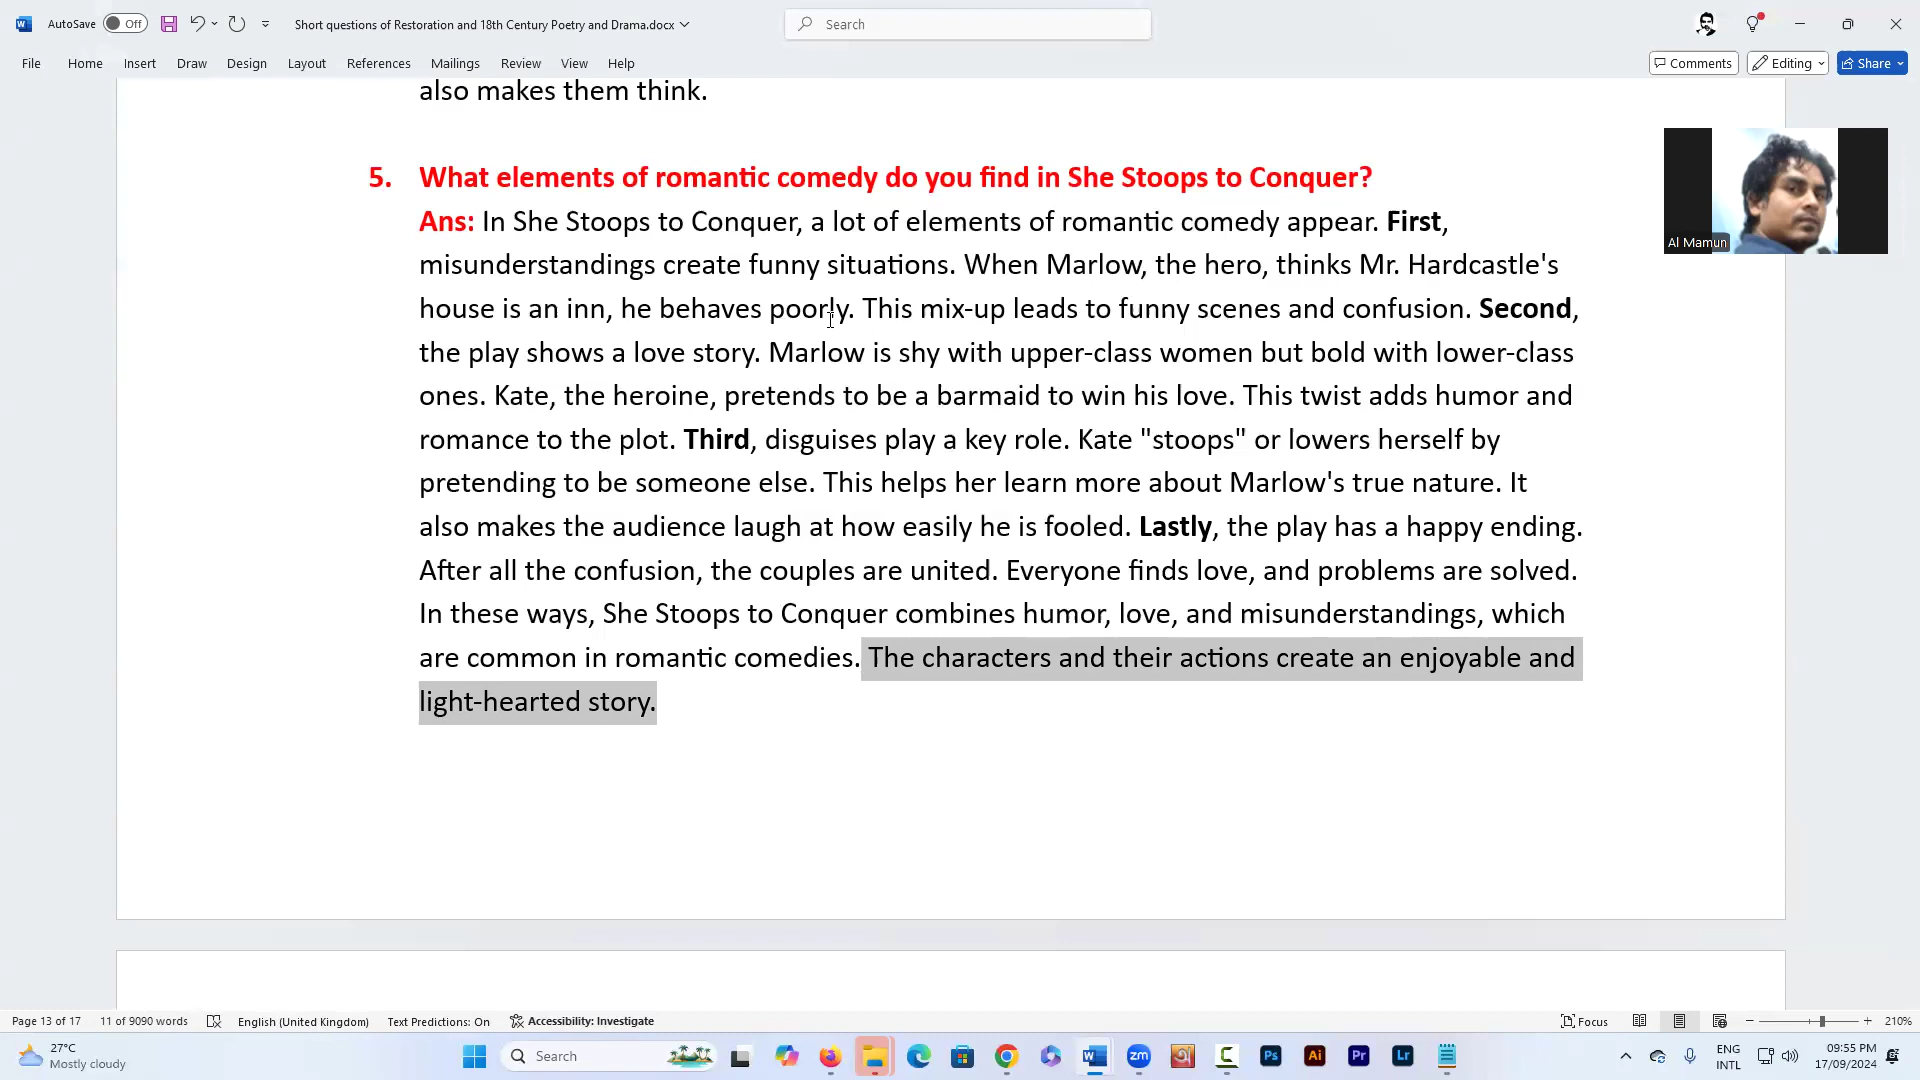 AutoSave Off Short questions of Restoration and 18th Century Poetry and Drama.docx Search
File Home Insert Draw Design Layout References Mailings Review View Help Comments Editing Share
also makes them think.
5. What elements of romantic comedy do you find in She Stoops to Conquer?
Ans: In She Stoops to Conquer, a lot of elements of romantic comedy appear. First,
misunderstandings create funny situations. When Marlow, the hero, thinks Mr. Hardcastle's
house is an inn, he behaves poorly. This mix-up leads to funny scenes and confusion. Second,
the play shows a love story. Marlow is shy with upper-class women but bold with lower-class
ones. Kate, the heroine, pretends to be a barmaid to win his love. This twist adds humor and
romance to the plot. Third, disguises play a key role. Kate "stoops" or lowers herself by
pretending to be someone else. This helps her learn more about Marlow's true nature. It
also makes the audience laugh at how easily he is fooled. Lastly, the play has a happy ending.
After all the confusion, the couples are united. Everyone finds love, and problems are solved.
In these ways, She Stoops to Conquer combines humor, love, and misunderstandings, which
are common in romantic comedies. The characters and their actions create an enjoyable and
light-hearted story.
Al Mamun
Page 13 of 17 11 of 9090 words English (United Kingdom) Text Predictions: On Accessibility: Investigate Focus 210%
27°C
Mostly cloudy
Search
zm
Ps
Ai
Pr
Lr
ENG
INTL
09:55 PM
17/09/2024